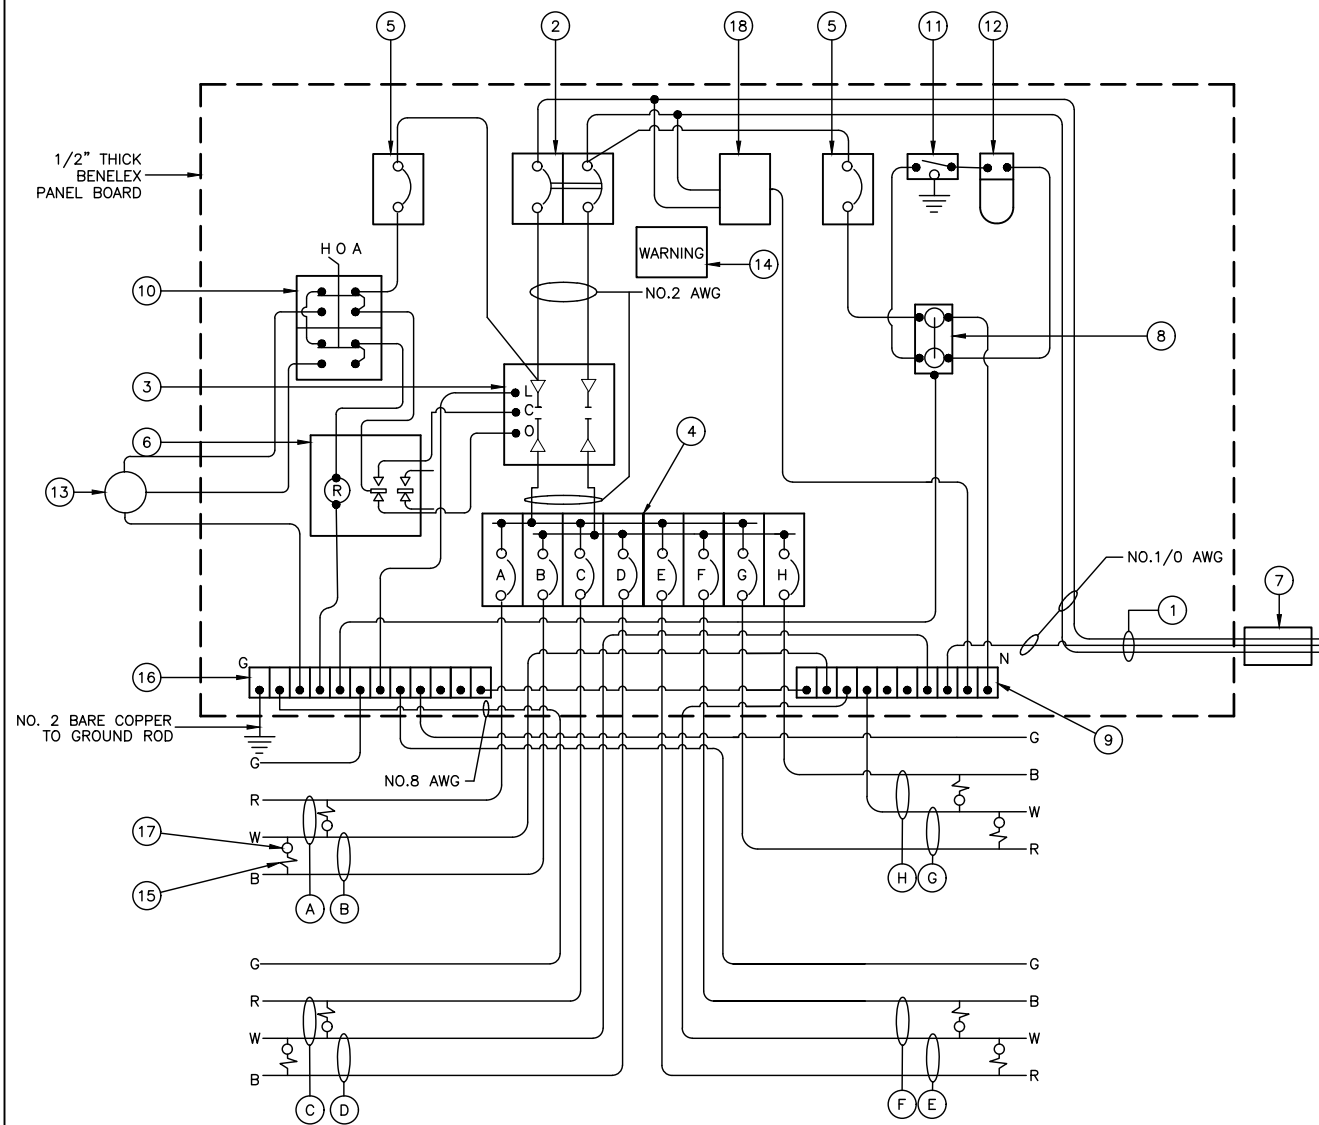 5
2
18
5
11
12
1/2" THICK
BENELEX
PANEL BOARD
WARNING
14
H O A
10
NO.2 AWG
8
3
L
C
O
6
4
13
R
A B C D E F G H
NO.1/0 AWG
7
1
G
N
16
9
NO. 2 BARE COPPER
TO GROUND ROD
G
G
NO.8 AWG
B
R
W
17
W
R
B
15
A B
H G
G
G
R
B
W
W
B
R
C D
F E